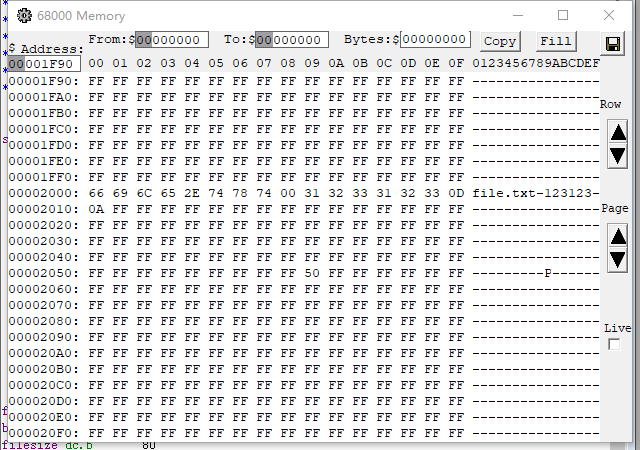 68000 Memory
From:$00000000 To:$00000000 Bytes:$00000000 Copy Fill
$ Address:
00001F90 00 01 02 03 04 05 06 07 08 09 0A 0B 0C 0D 0E 0F 0123456789ABCDEF
00001F90: FF FF FF FF FF FF FF FF FF FF FF FF FF FF FF FF ----------------
00001FA0: FF FF FF FF FF FF FF FF FF FF FF FF FF FF FF FF ----------------
00001FB0: FF FF FF FF FF FF FF FF FF FF FF FF FF FF FF FF ----------------
Row
00001FC0: FF FF FF FF FF FF FF FF FF FF FF FF FF FF FF FF ----------------
00001FD0: FF FF FF FF FF FF FF FF FF FF FF FF FF FF FF FF ----------------
00001FE0: FF FF FF FF FF FF FF FF FF FF FF FF FF FF FF FF ----------------
00001FF0: FF FF FF FF FF FF FF FF FF FF FF FF FF FF FF FF ----------------
00002000: 66 69 6C 65 2E 74 78 74 00 31 32 33 31 32 33 0D file.txt-123123-
00002010: 0A FF FF FF FF FF FF FF FF FF FF FF FF FF FF FF ----------------
Page
00002020: FF FF FF FF FF FF FF FF FF FF FF FF FF FF FF FF ----------------
00002030: FF FF FF FF FF FF FF FF FF FF FF FF FF FF FF FF ----------------
00002040: FF FF FF FF FF FF FF FF FF FF FF FF FF FF FF FF ----------------
00002050: FF FF FF FF FF FF FF FF FF 50 FF FF FF FF FF FF ---------P------
00002060: FF FF FF FF FF FF FF FF FF FF FF FF FF FF FF FF ----------------
00002070: FF FF FF FF FF FF FF FF FF FF FF FF FF FF FF FF ----------------
00002080: FF FF FF FF FF FF FF FF FF FF FF FF FF FF FF FF ----------------
Live
00002090: FF FF FF FF FF FF FF FF FF FF FF FF FF FF FF FF ----------------
000020A0: FF FF FF FF FF FF FF FF FF FF FF FF FF FF FF FF ----------------
000020B0: FF FF FF FF FF FF FF FF FF FF FF FF FF FF FF FF ----------------
000020C0: FF FF FF FF FF FF FF FF FF FF FF FF FF FF FF FF ----------------
000020D0: FF FF FF FF FF FF FF FF FF FF FF FF FF FF FF FF ----------------
000020E0: FF FF FF FF FF FF FF FF FF FF FF FF FF FF FF FF ----------------
000020F0: FF FF FF FF FF FF FF FF FF FF FF FF FF FF FF FF ----------------
filesize dc.b 80